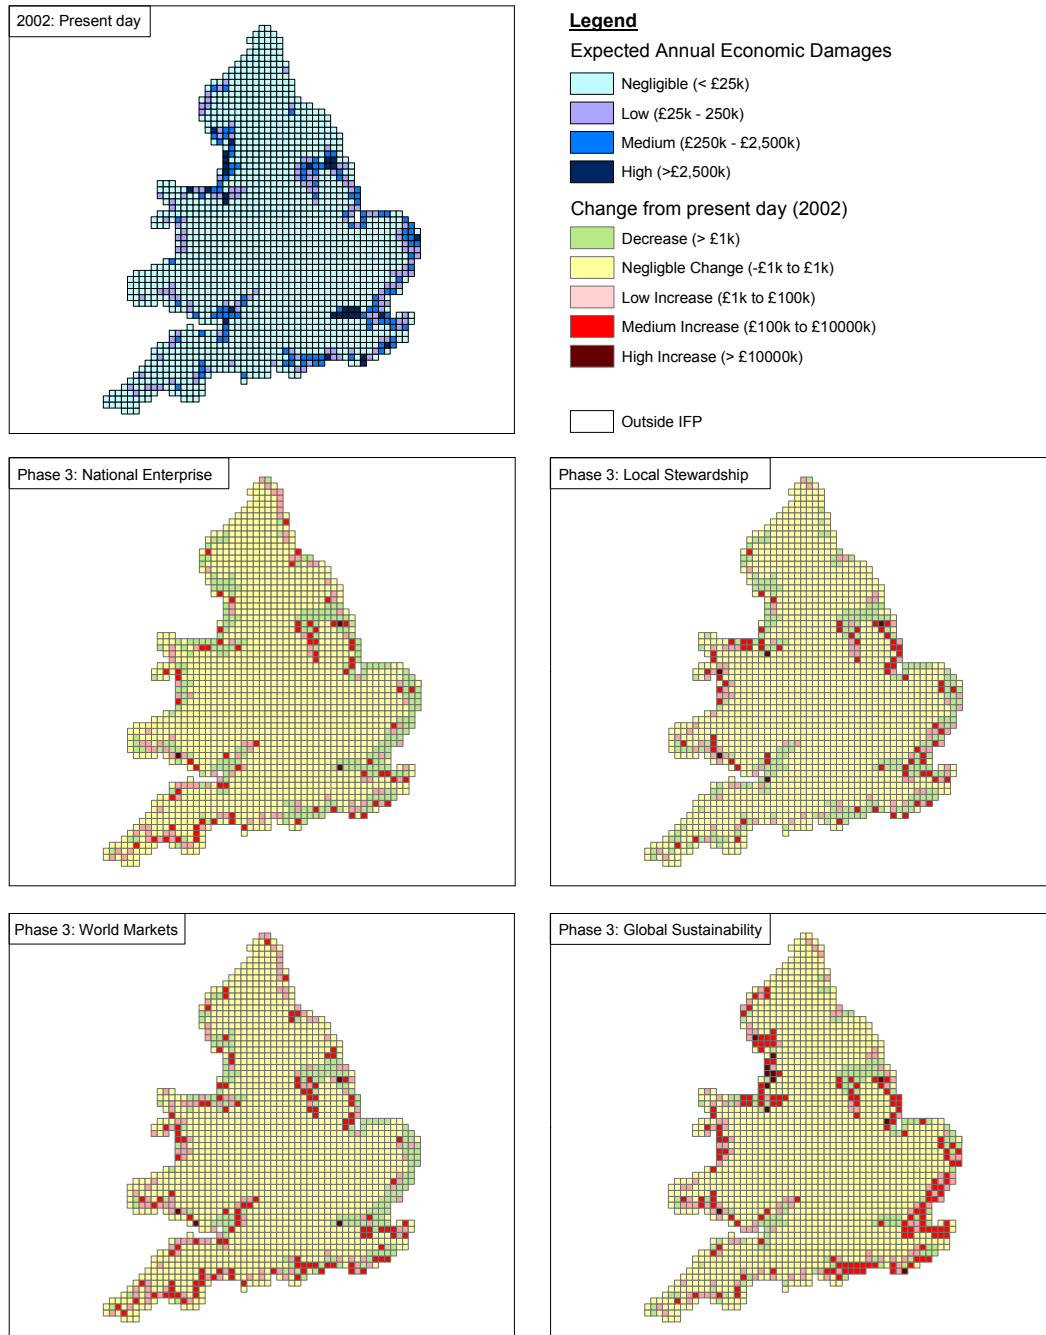 2002: Present day
Legend
Expected Annual Economic Damages
Negligible (< £25k)
Low (£25k - 250k)
Medium (£250k - £2,500k)
High (>£2,500k)
Change from present day (2002)
Decrease (> £1k)
Negligble Change (-£1k to £1k)
Low Increase (£1k to £100k)
Medium Increase (£100k to £10000k)
High Increase (> £10000k)
Outside IFP
Phase 3: National Enterprise
Phase 3: Local Stewardship
Phase 3: World Markets
Phase 3: Global Sustainability